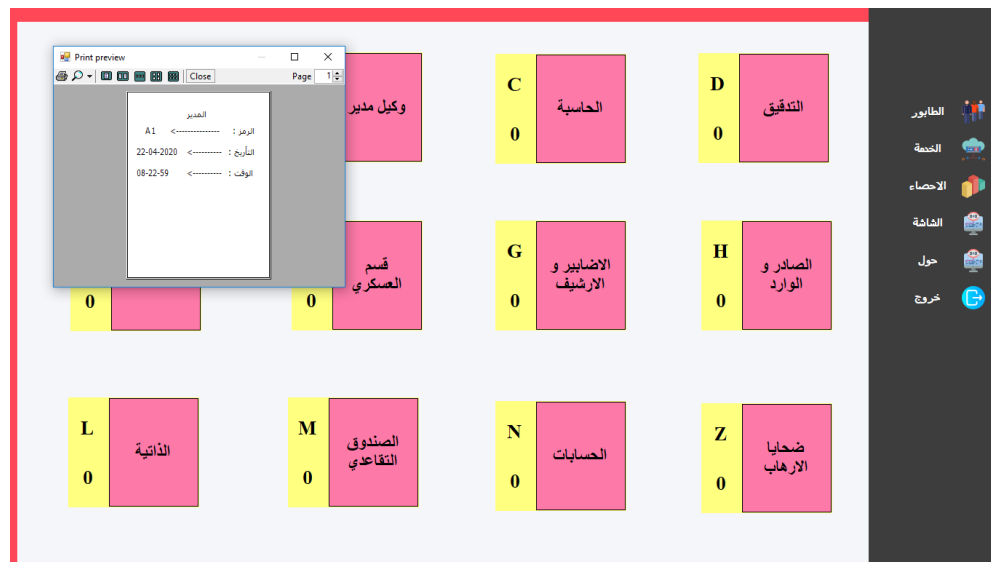 Print preview
Close
Page 1
المدير
الرمز : <--------------- A1
التأريخ : <---------- 22-04-2020
الوقت : <---------- 08-22-59
وكيل مدير
C
0
الحاسبة
D
0
التدقيق
0
0
قسم
العسكري
G
0
الاضابير و
الارشيف
H
0
الصادر و
الوارد
L
0
الذاتية
M
0
الصندوق
التقاعدي
N
0
الحسابات
Z
0
ضحايا
الارهاب
الطابور
الخدمة
الاحصاء
الشاشة
حول
خروج